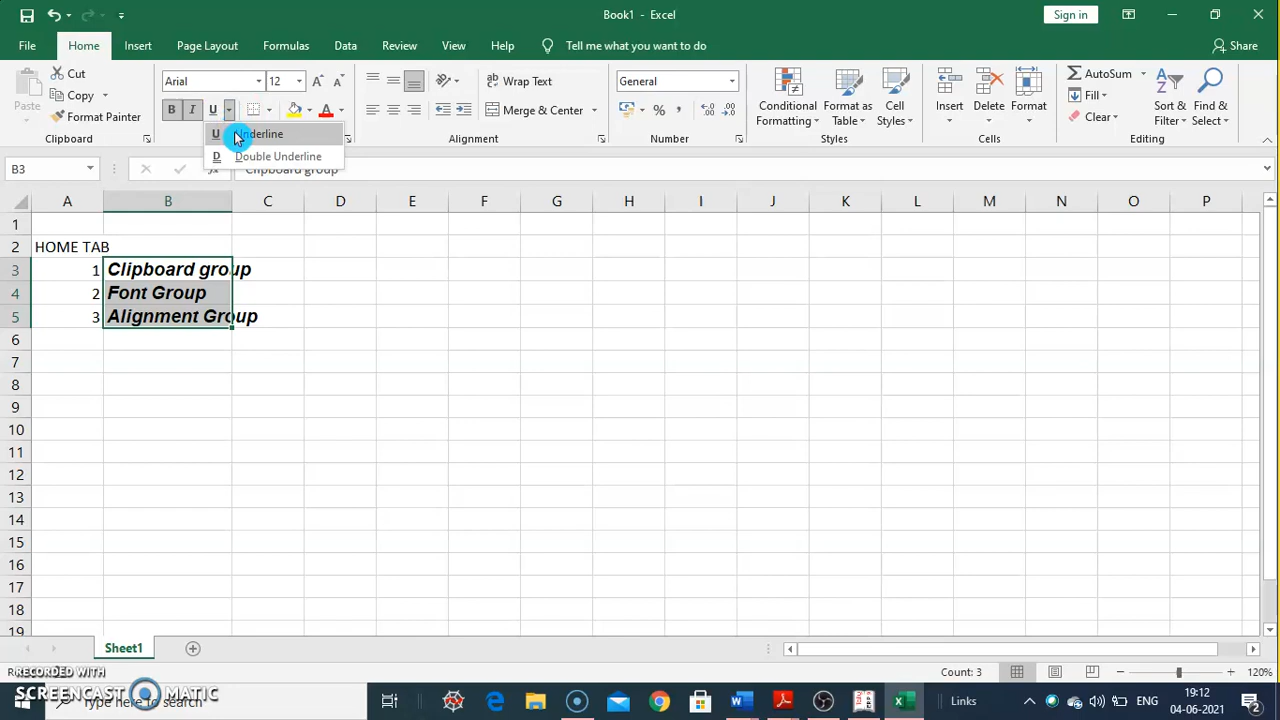 Book1 - Excel
Sign in
File Home Insert Page Layout Formulas Data Review View Help Tell me what you want to do Share
Paste
Cut
Copy
Format Painter
Clipboard
Arial 12
B I U
Underline
Double Underline
Wrap Text
Merge & Center
Alignment
General
%
Number
Conditional Formatting
Format as Table
Cell Styles
Styles
Insert Delete Format
Cells
AutoSum
Fill
Clear
Sort & Filter
Find & Select
Editing
B3
Clipboard group
A B C D E F G H I J K L M N O P
1
2 HOME TAB
3 1 Clipboard group
4 2 Font Group
5 3 Alignment Group
6
7
8
9
10
11
12
13
14
15
16
17
18
19
Sheet1
Count: 3
120%
RECORDED WITH
SCREENCAST MATIC
Type here to search
Links
ENG
19:12
04-06-2021
2